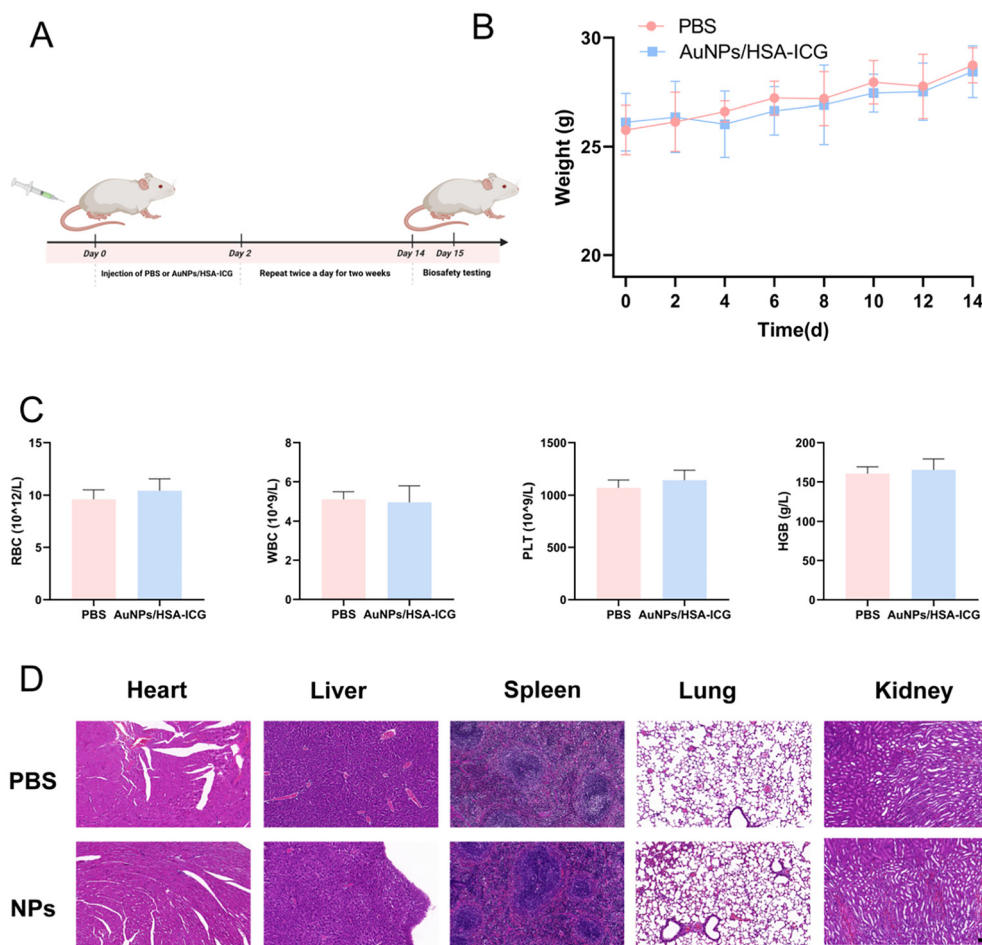 A
Day 0
Day 2
Day 14
Day 15
Injection of PBS or AuNPs/HSA-ICG
Repeat twice a day for two weeks
Biosafety testing
B
PBS
AuNPs/HSA-ICG
Weight (g)
30
25
20
0 2 4 6 8 10 12 14
Time(d)
C
RBC (10^12/L)
15
10
5
0
PBS AuNPs/HSA-ICG
WBC (10^9/L)
8
6
4
2
0
PBS AuNPs/HSA-ICG
PLT (10^9/L)
1500
1000
500
0
PBS AuNPs/HSA-ICG
HGB (g/L)
200
150
100
50
0
PBS AuNPs/HSA-ICG
D
Heart Liver Spleen Lung Kidney
PBS
NPs